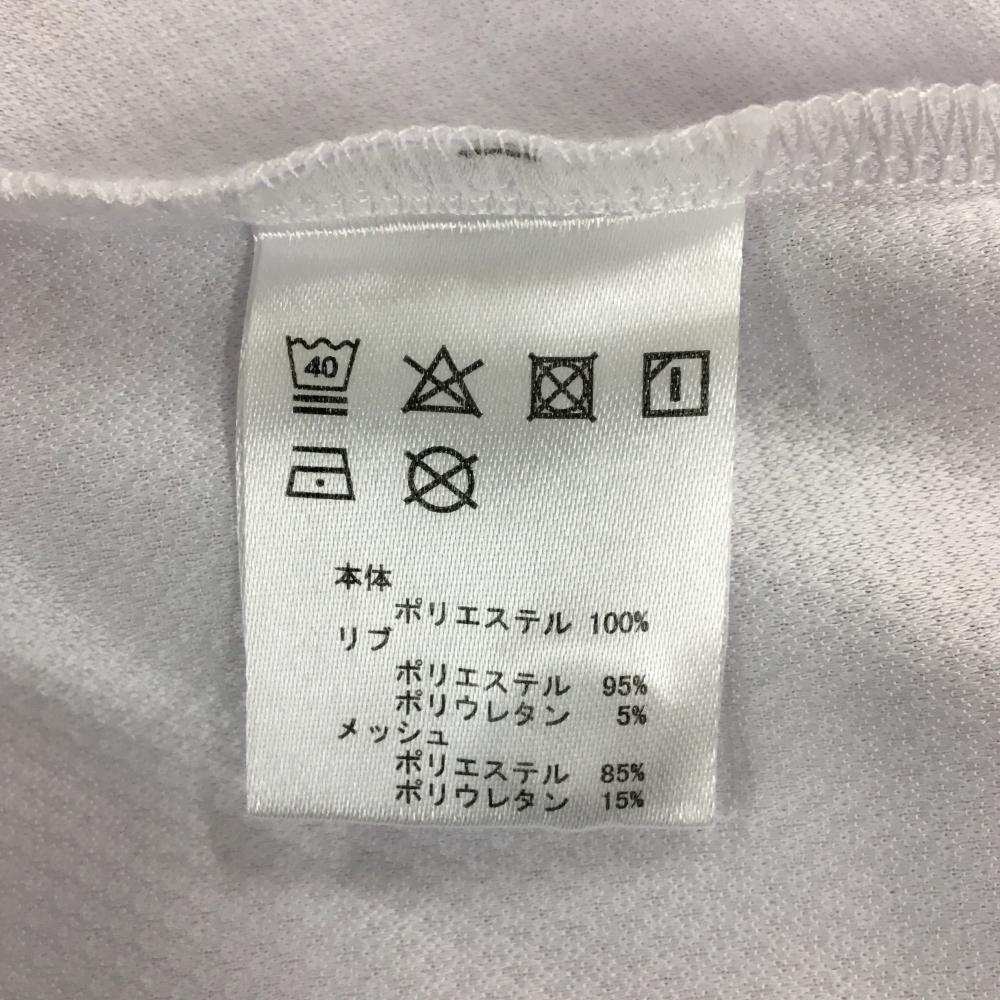 40
本体
ポリエステル 100%
リブ
ポリエステル 95%
ポリウレタン 5%
メッシュ
ポリエステル 85%
ポリウレタン 15%